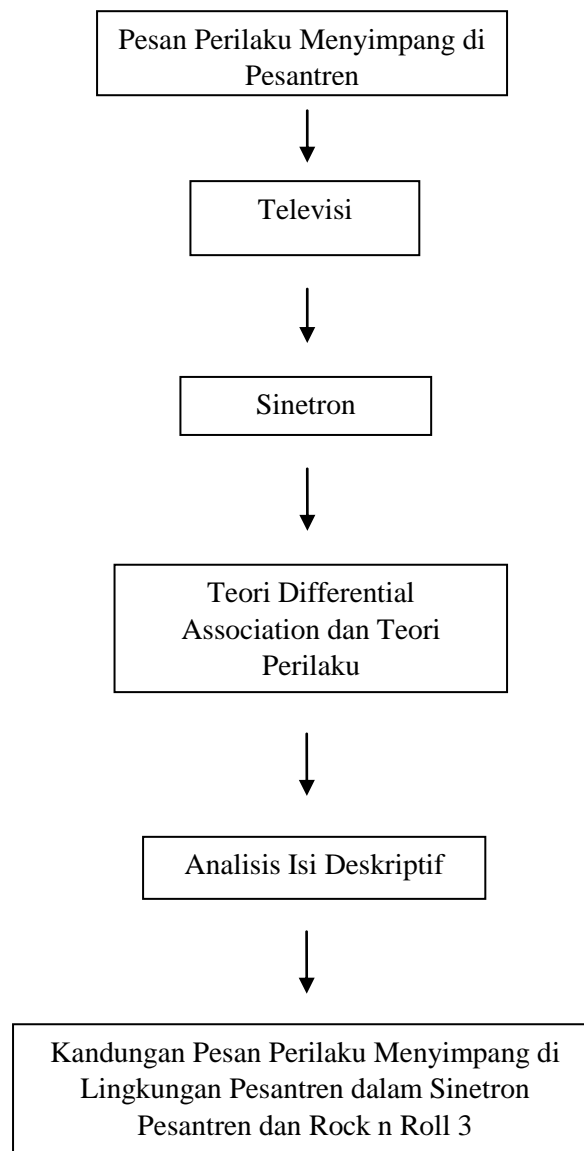 Pesan Perilaku Menyimpang di
Pesantren
Televisi
Sinetron
Teori Differential
Association dan Teori
Perilaku
Analisis Isi Deskriptif
Kandungan Pesan Perilaku Menyimpang di
Lingkungan Pesantren dalam Sinetron
Pesantren dan Rock n Roll 3